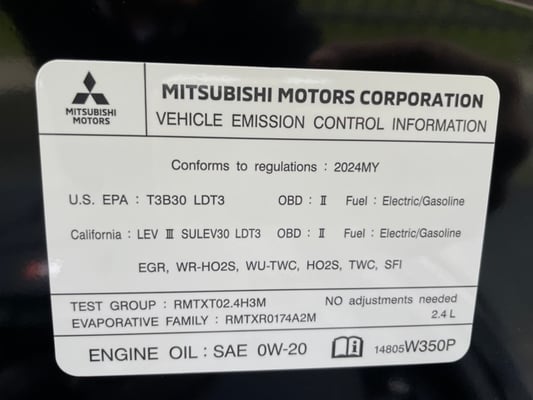 MITSUBISHI MOTORS
MITSUBISHI MOTORS CORPORATION
VEHICLE EMISSION CONTROL INFORMATION
Conforms to regulations : 2024MY
U.S. EPA : T3B30 LDT3 OBD : Ⅱ Fuel : Electric/Gasoline
California : LEV Ⅲ SULEV30 LDT3 OBD : Ⅱ Fuel : Electric/Gasoline
EGR, WR-HO2S, WU-TWC, HO2S, TWC, SFI
TEST GROUP : RMTXT02.4H3M NO adjustments needed
EVAPORATIVE FAMILY : RMTXR0174A2M 2.4 L
ENGINE OIL : SAE 0W-20 14805W350P